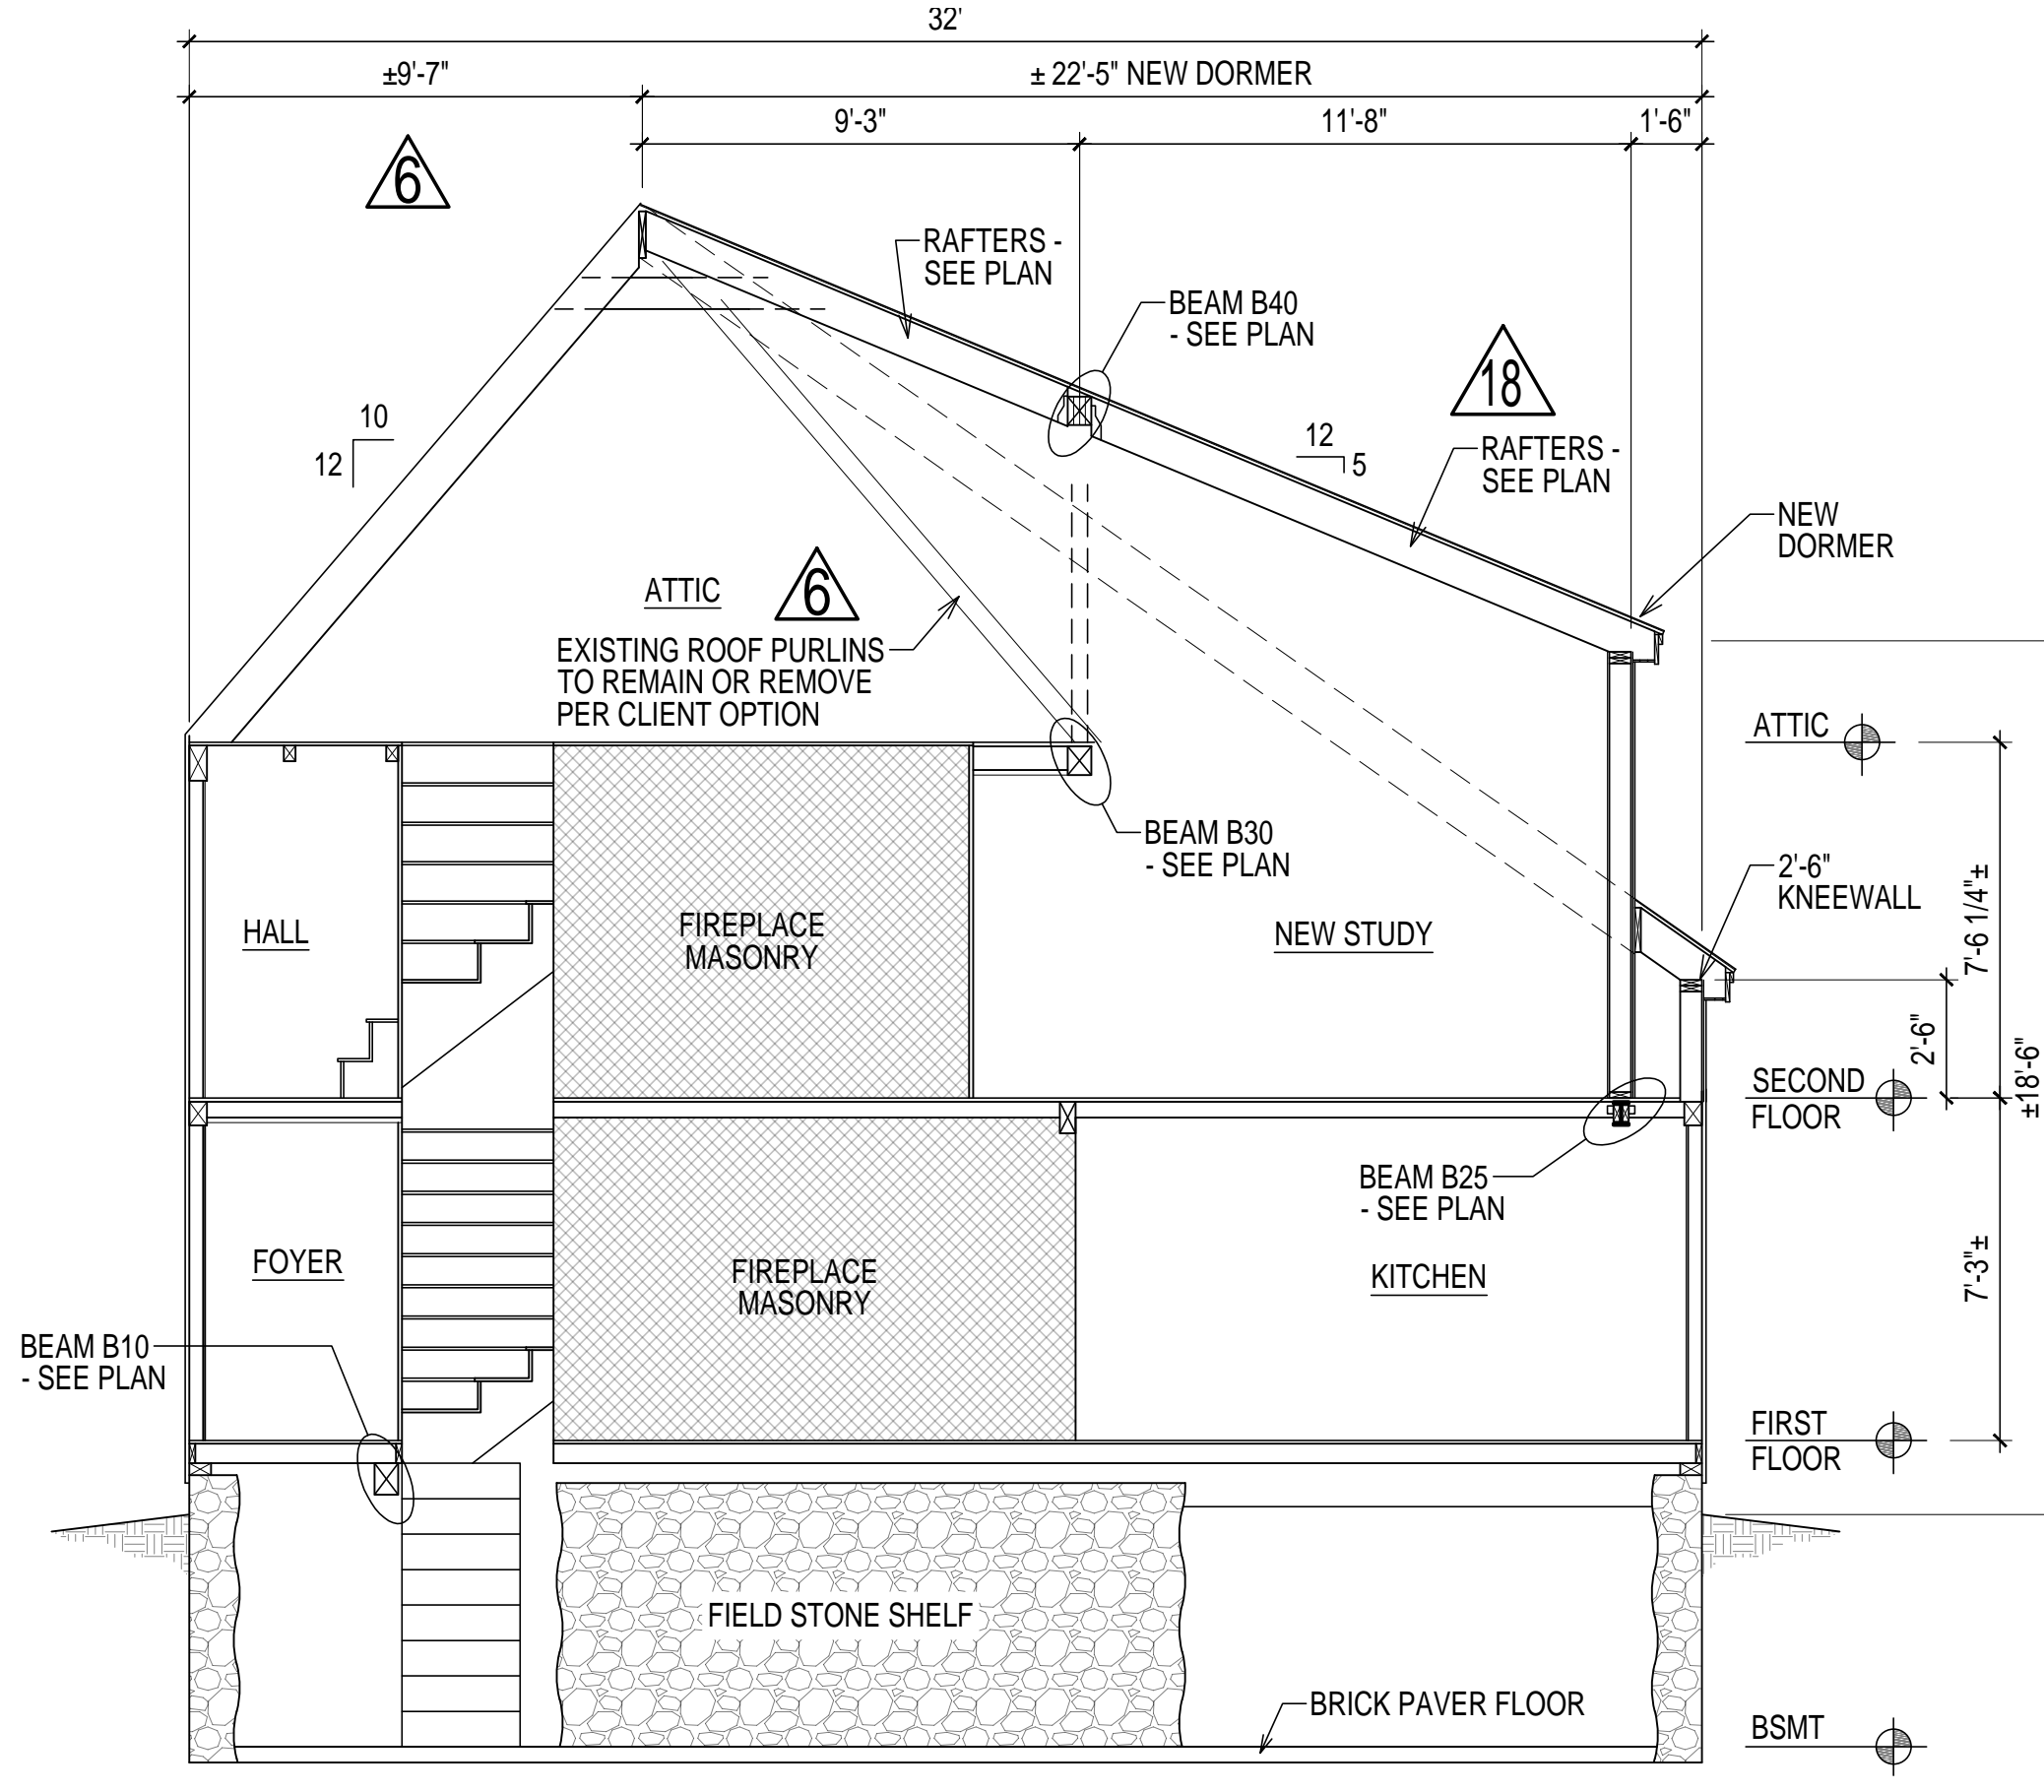 32'
±9'-7"
± 22'-5" NEW DORMER
9'-3"
11'-8"
1'-6"
6
RAFTERS -
SEE PLAN
BEAM B40
- SEE PLAN
18
10
12
12
5
RAFTERS -
SEE PLAN
NEW
DORMER
ATTIC
6
EXISTING ROOF PURLINS
TO REMAIN OR REMOVE
PER CLIENT OPTION
ATTIC
BEAM B30
- SEE PLAN
2'-6"
KNEEWALL
7'-6 1/4"±
HALL
FIREPLACE
MASONRY
NEW STUDY
2'-6"
±18'-6"
SECOND
FLOOR
BEAM B25
- SEE PLAN
FOYER
FIREPLACE
MASONRY
KITCHEN
7'-3"±
BEAM B10
- SEE PLAN
FIRST
FLOOR
FIELD STONE SHELF
BRICK PAVER FLOOR
BSMT